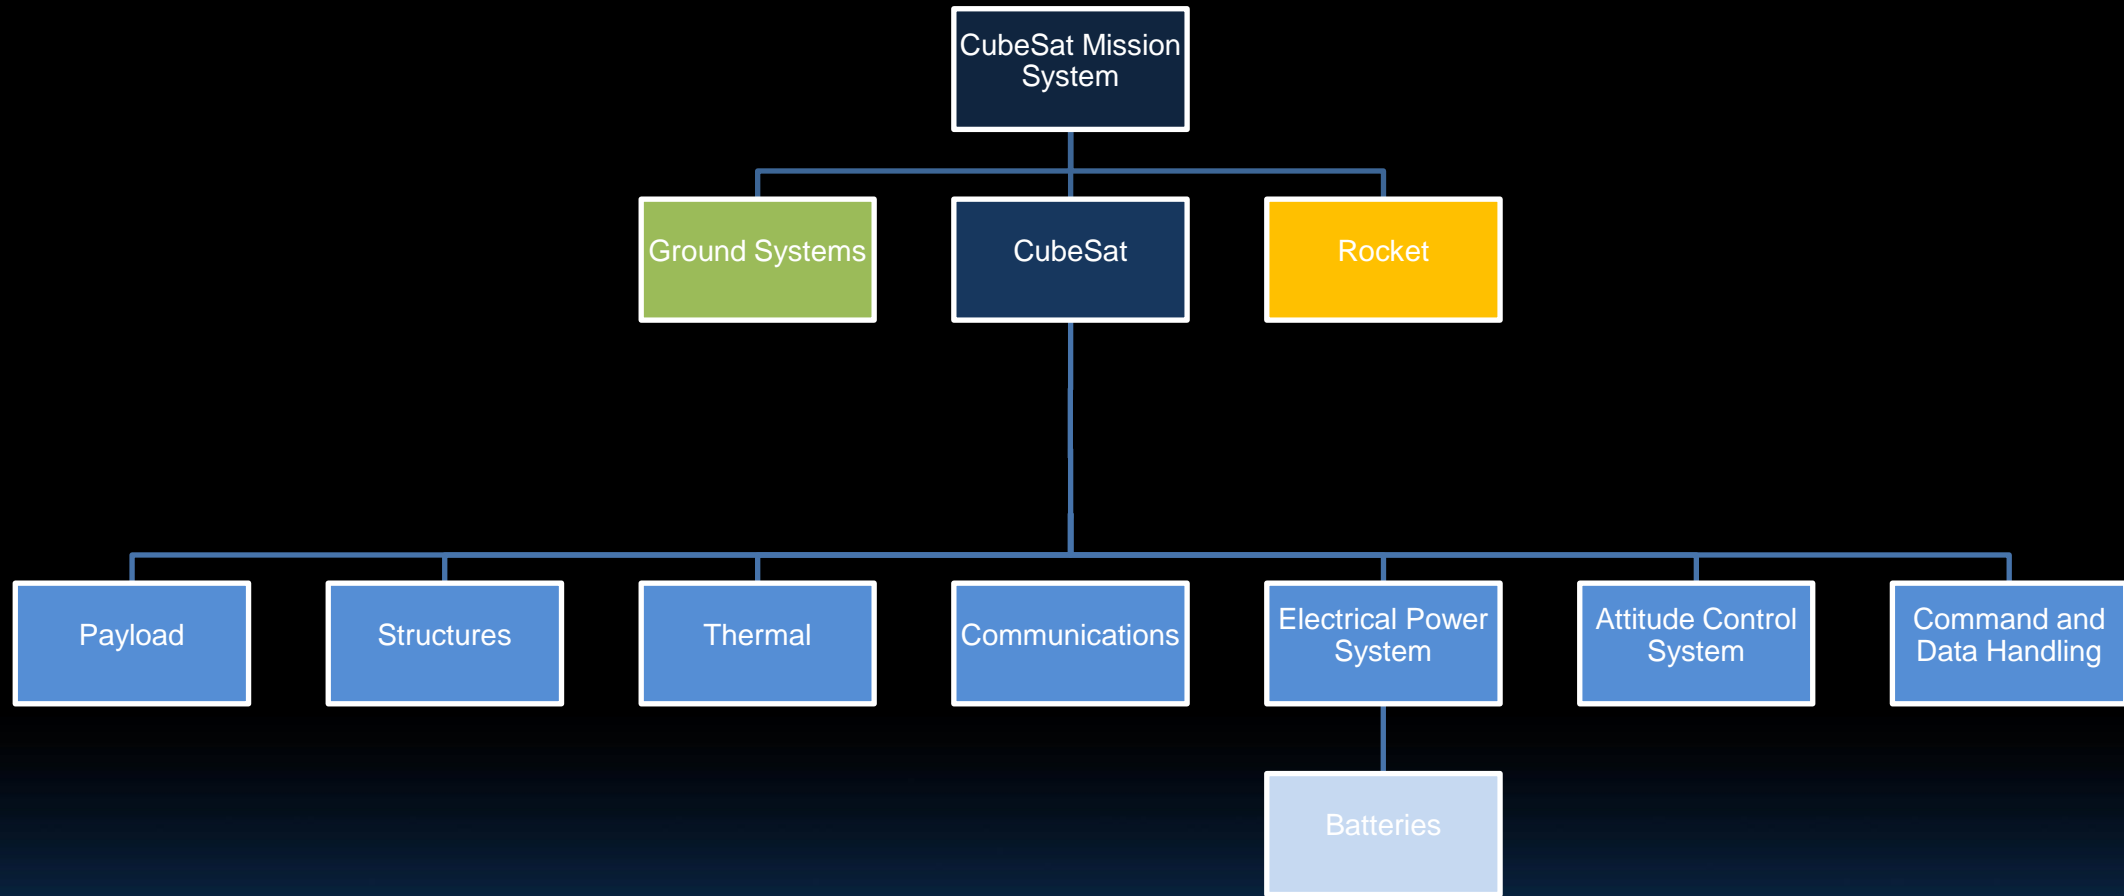 CubeSat Mission
System
Ground Systems
CubeSat
Rocket
Payload
Structures
Thermal
Communications
Electrical Power
System
Attitude Control
System
Command and
Data Handling
Batteries